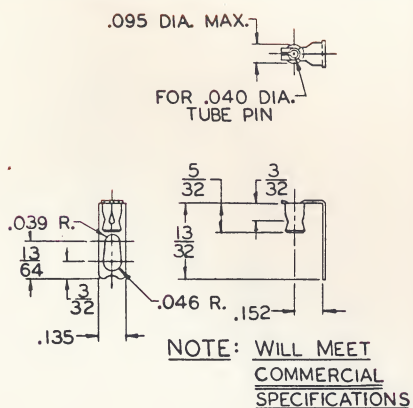 .095 DIA. MAX.
FOR .040 DIA.
TUBE PIN
5/32
3/32
.039 R.
13/64
13/32
3/32
.046 R.
.152
.135
NOTE: WILL MEET
COMMERCIAL
SPECIFICATIONS